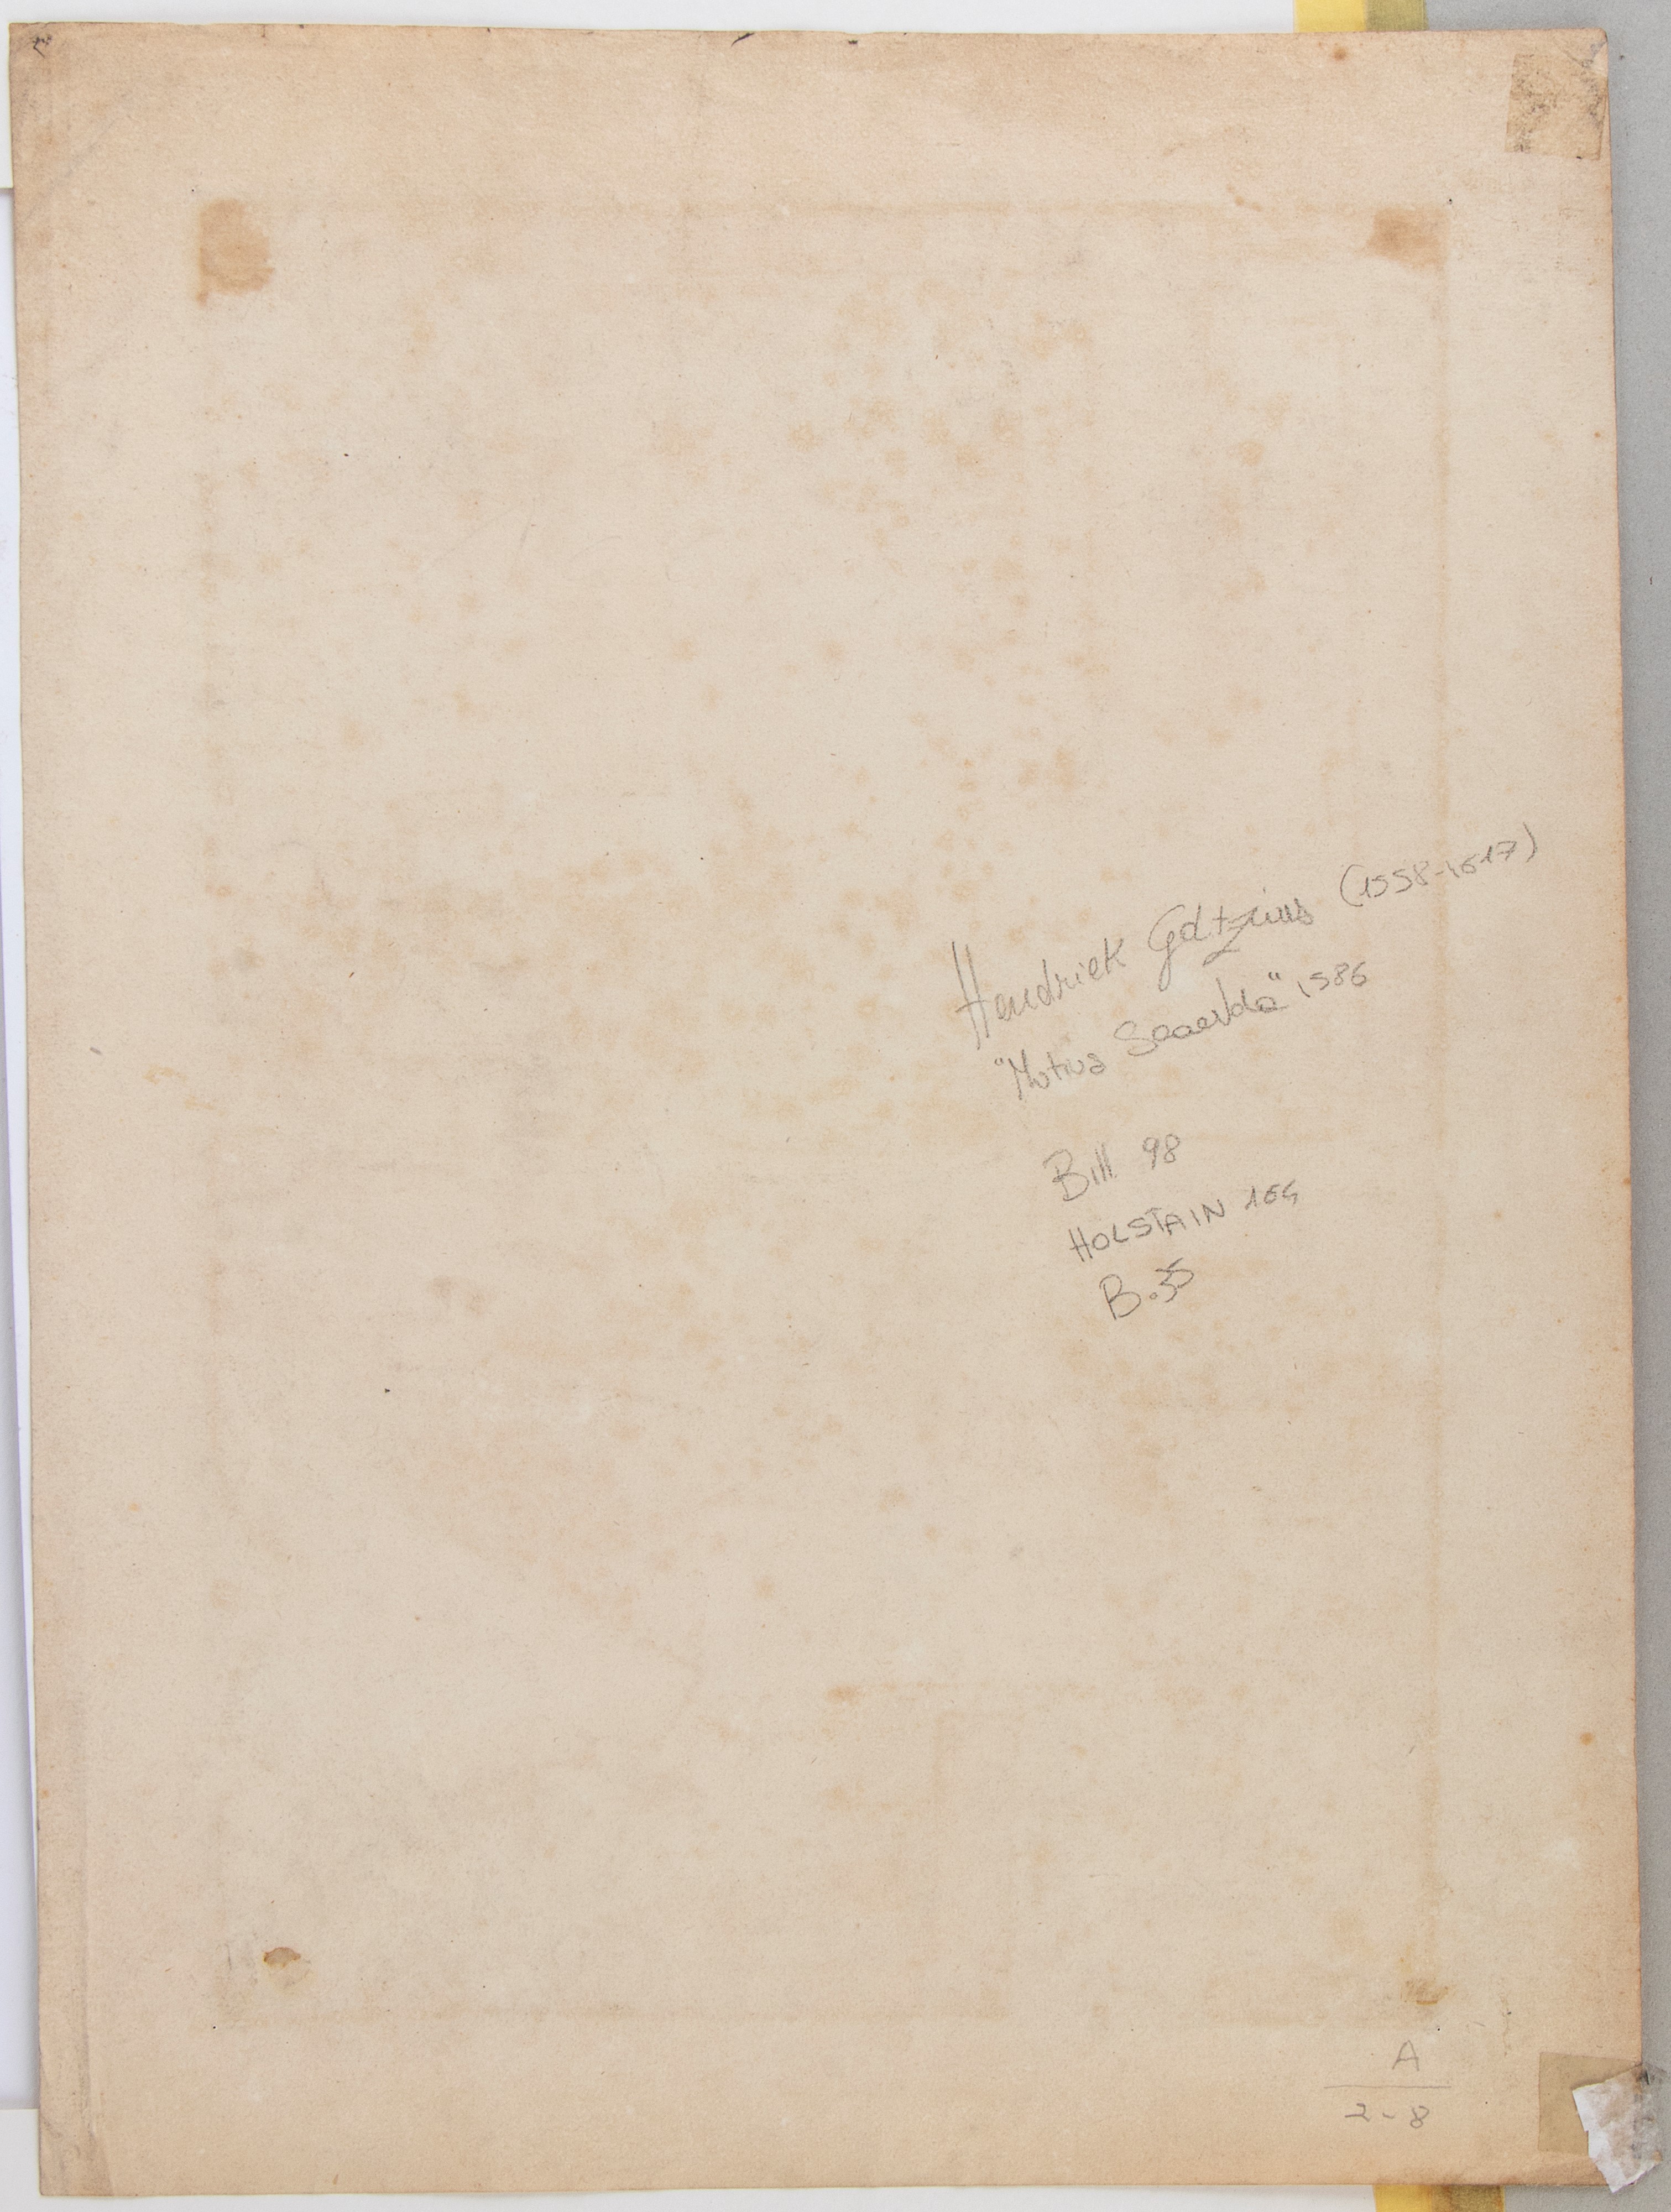 Hendrick Goltzius (1558-1617)
"Mutius Scaevola" 1586
Bill 98
HOLSTAIN 164
B.35
A
2-8